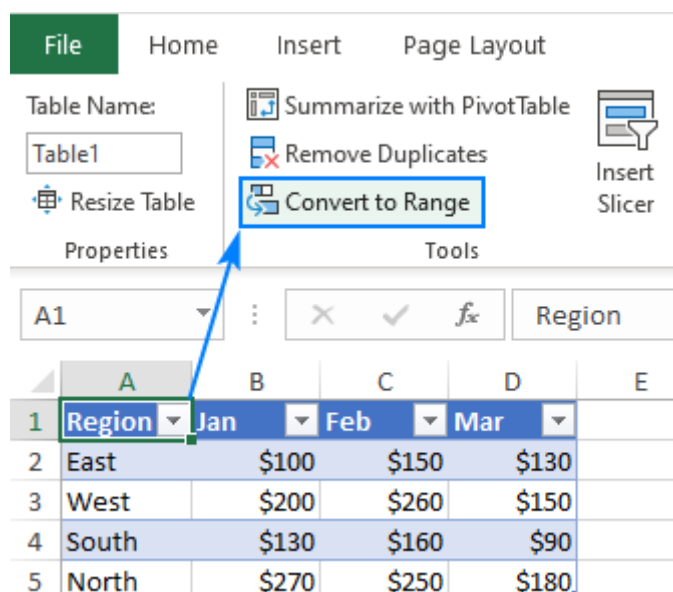 File Home Insert Page Layout
Table Name: Summarize with PivotTable
Table1 Remove Duplicates
Resize Table Convert to Range
Insert
Slicer
Properties Tools
A1 fx Region
A B C D E
1 Region Jan Feb Mar
2 East $100 $150 $130
3 West $200 $260 $150
4 South $130 $160 $90
5 North $270 $250 $180